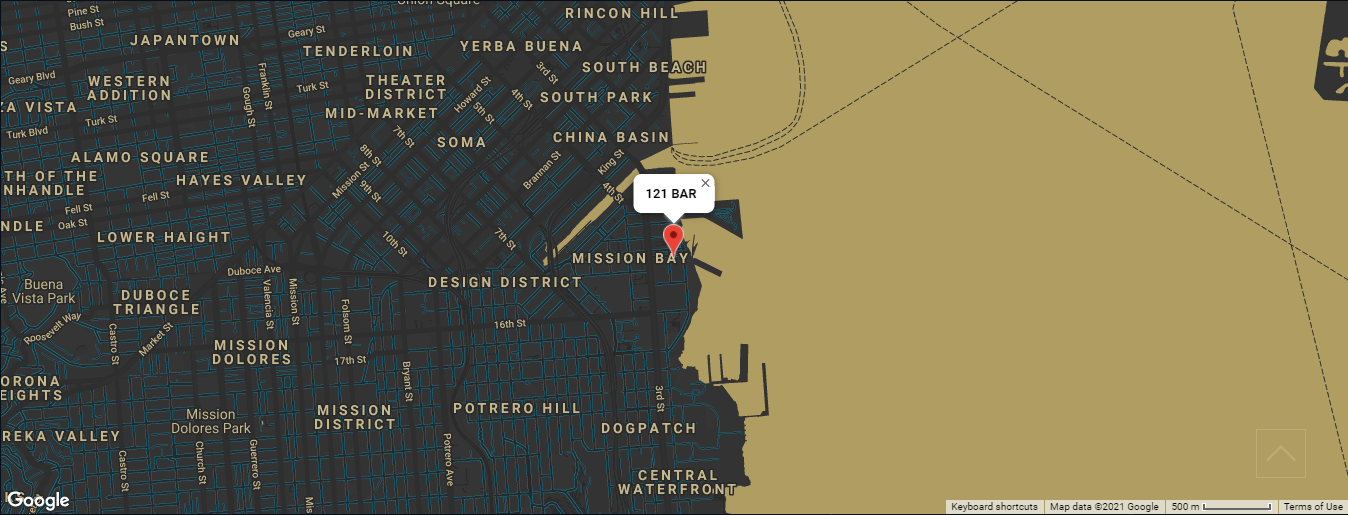 Union Square
RINCON HILL
Pine St
Bush St
Geary St
JAPANTOWN
TENDERLOIN
YERBA BUENA
S
3rd St
SOUTH BEACH
Geary Blvd
Franklin St
WESTERN
ADDITION
Gough St
Turk St
THEATER
DISTRICT
Howard St
4th St
SOUTH PARK
ZA VISTA
MID-MARKET
5th St
Turk St
Turk Blvd
7th St
SOMA
CHINA BASIN
ALAMO SQUARE
8th St
King St
TH OF THE
NHANDLE
HAYES VALLEY
Mission St
9th St
Brannan St
4th St
121 BAR
Fell St
Fell St
Oak St
NDLE
LOWER HAIGHT
10th St
7th St
MISSION BAY
Duboce Ave
DESIGN DISTRICT
Buena
Vista Park
DUBOCE
TRIANGLE
Valencia St
Mission St
Folsom St
16th St
Roosevelt Way
Castro St
Market St
MISSION
DOLORES
17th St
ORONA
EIGHTS
Bryant St
3rd St
Mission
Dolores Park
MISSION
DISTRICT
POTRERO HILL
DOGPATCH
REKA VALLEY
Castro St
Church St
Guerrero St
Potrero Ave
CENTRAL
WATERFRONT
Google
Keyboard shortcuts
Map data ©2021 Google
500 m
Terms of Use